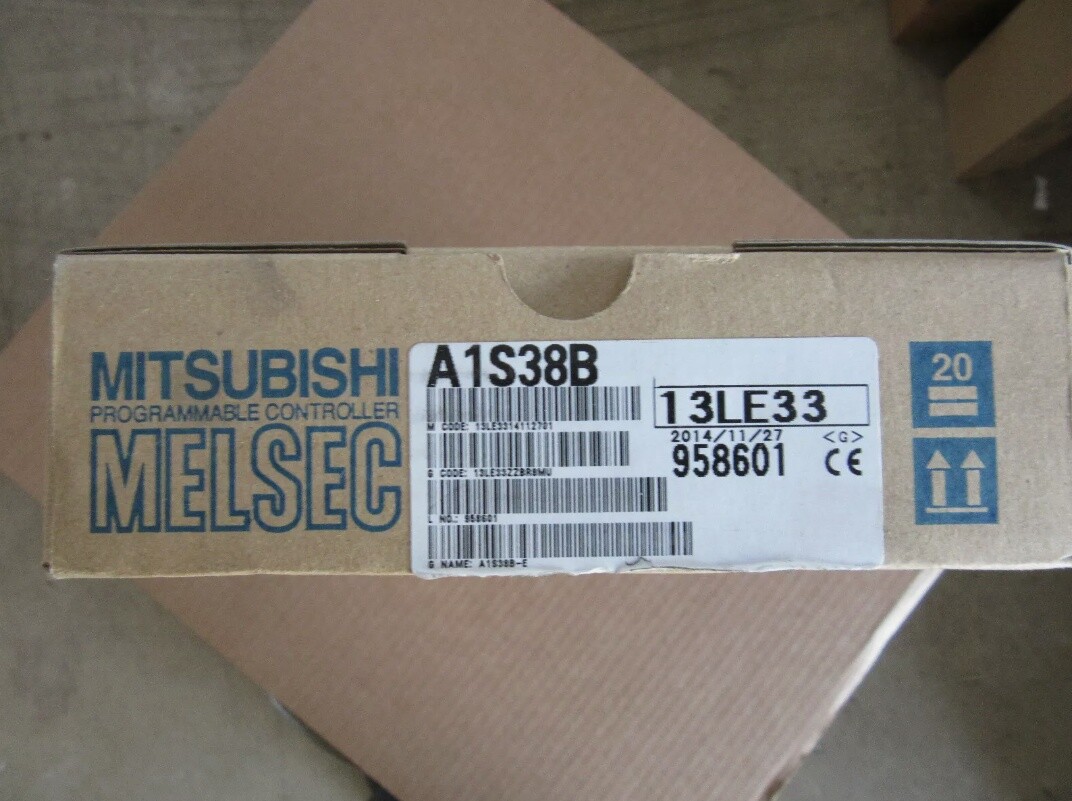 MITSUBISHI
PROGRAMMABLE CONTROLLER
MELSEC
A1S38B
M CODE: 13LE3314112701
G CODE: 13LE33ZZBRBMU
L NO.: 958601
G NAME: A1S38B-E
13LE33
2014/11/27 <G>
958601 CE
20